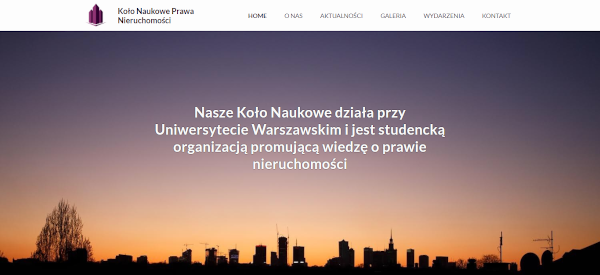 Koło Naukowe Prawa
Nieruchomości
HOME O NAS AKTUALNOŚCI GALERIA WYDARZENIA KONTAKT
Nasze Koło Naukowe działa przy
Uniwersytecie Warszawskim i jest studencką
organizacją promującą wiedzę o prawie
nieruchomości